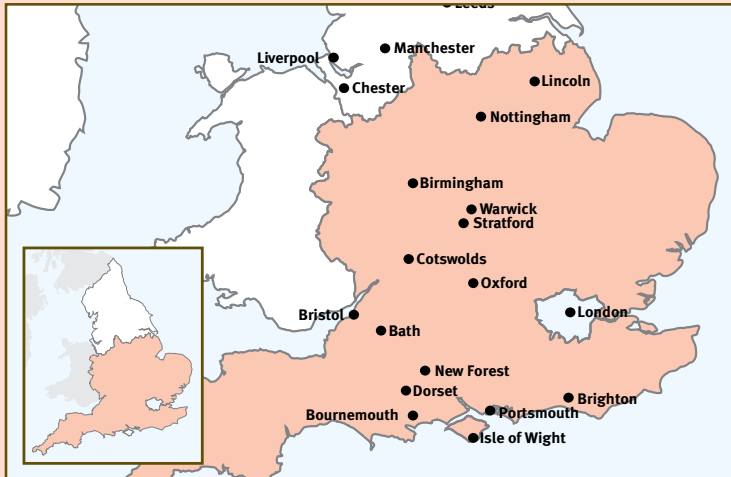 Leeds
Manchester
Liverpool
Chester
Lincoln
Nottingham
Birmingham
Warwick
Stratford
Cotswolds
Oxford
Bristol
London
Bath
New Forest
Dorset
Brighton
Bournemouth
Portsmouth
Isle of Wight